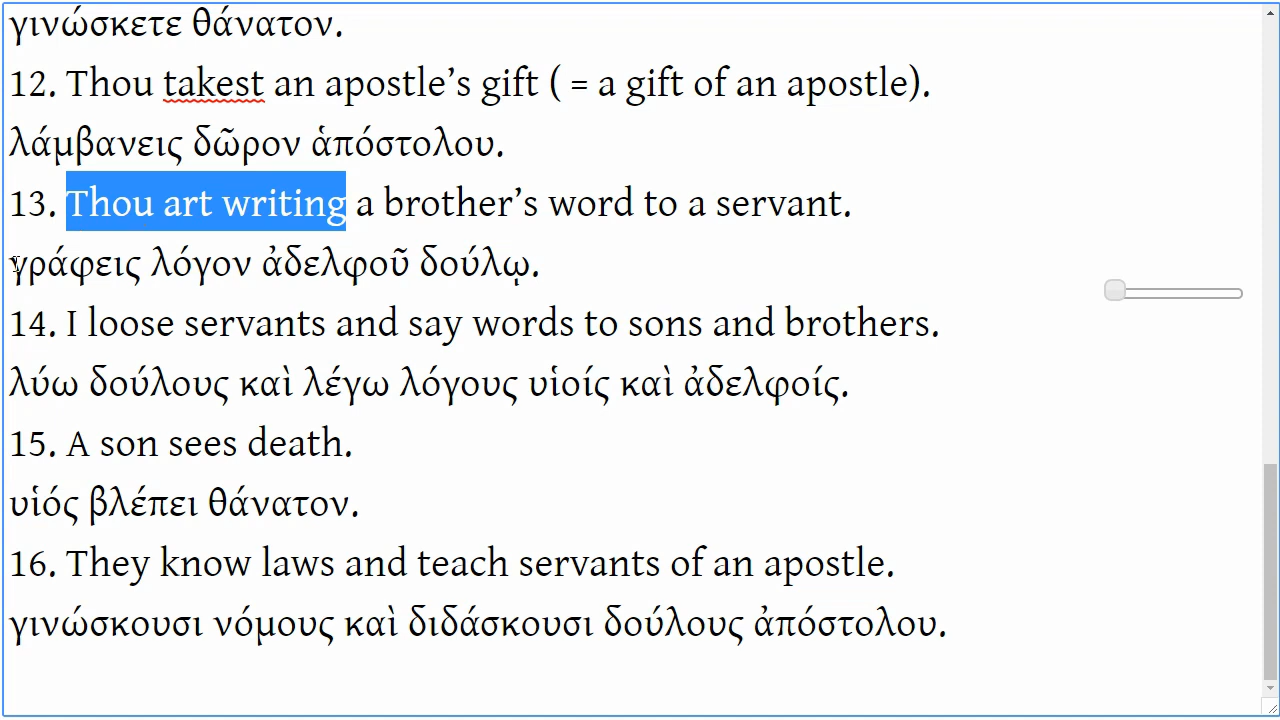 γινώσκετε θάνατον.
12. Thou takest an apostle’s gift ( = a gift of an apostle).
λάμβανεις δῶρον ἁπόστολου.
13. Thou art writing a brother’s word to a servant.
γράφεις λόγον ἀδελφοῦ δούλῳ.
14. I loose servants and say words to sons and brothers.
λύω δούλους καὶ λέγω λόγους υἱοίς καὶ ἀδελφοίς.
15. A son sees death.
υἱός βλέπει θάνατον.
16. They know laws and teach servants of an apostle.
γινώσκουσι νόμους καὶ διδάσκουσι δούλους ἀπόστολου.